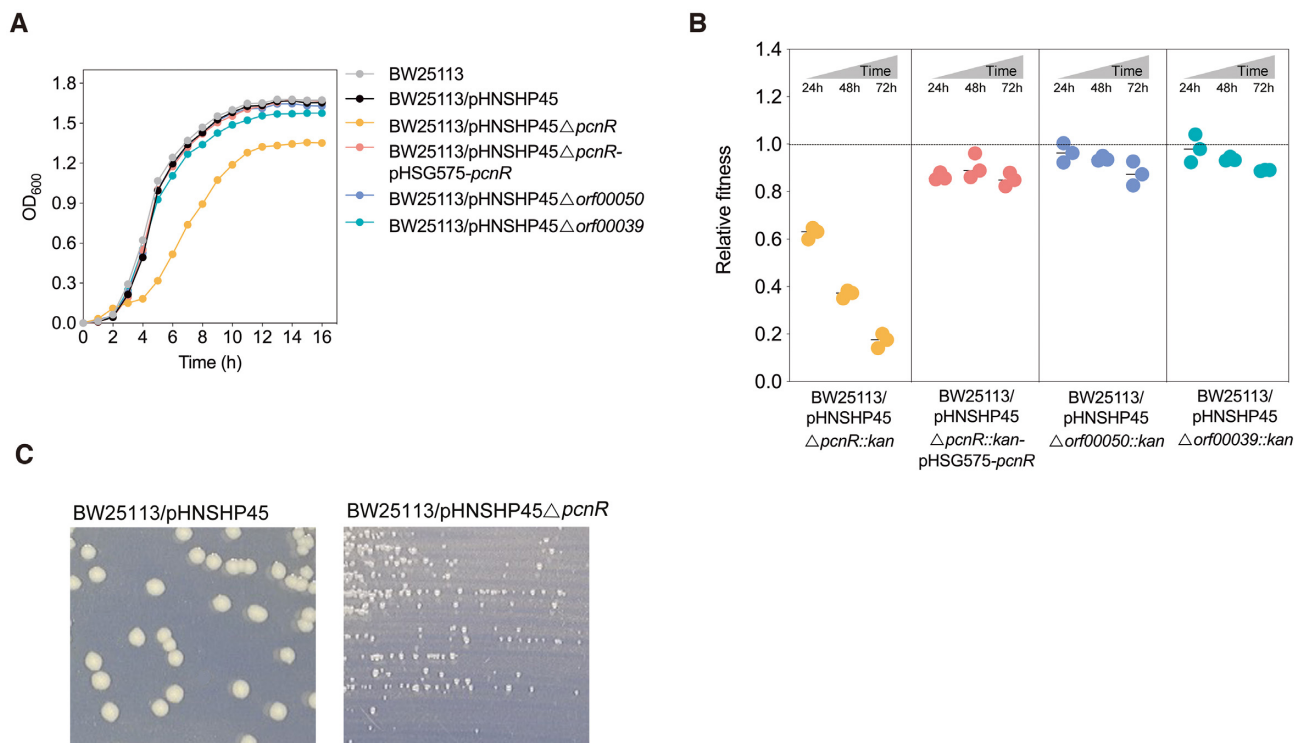 A
1.8
1.5
1.2
0.9
0.6
0.3
0.0
OD600
0 2 4 6 8 10 12 14 16
Time (h)
BW25113
BW25113/pHNSHP45
BW25113/pHNSHP45△pcnR
BW25113/pHNSHP45△pcnR-
pHSG575-pcnR
BW25113/pHNSHP45△orf00050
BW25113/pHNSHP45△orf00039
B
1.4
1.2
1.0
0.8
0.6
0.4
0.2
0.0
Relative fitness
Time Time Time Time
24h 48h 72h 24h 48h 72h 24h 48h 72h 24h 48h 72h
BW25113/
pHNSHP45
△pcnR::kan
BW25113/
pHNSHP45
△pcnR::kan-
pHSG575-pcnR
BW25113/
pHNSHP45
△orf00050::kan
BW25113/
pHNSHP45
△orf00039::kan
C
BW25113/pHNSHP45
BW25113/pHNSHP45△pcnR